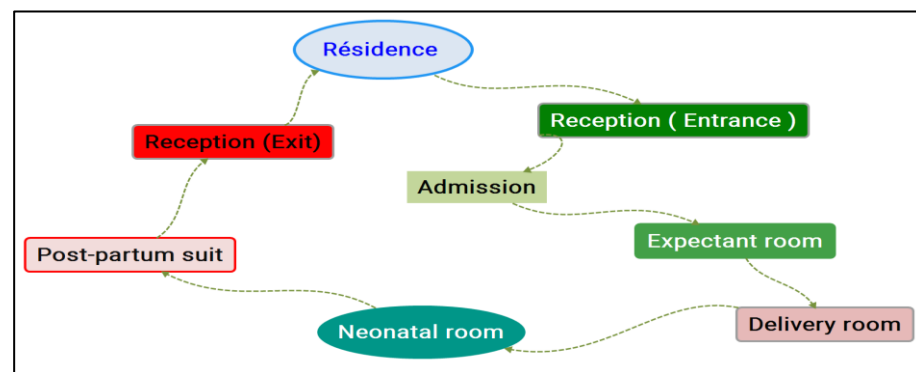 Résidence
Reception ( Entrance )
Reception (Exit)
Admission
Expectant room
Post-partum suit
Delivery room
Neonatal room